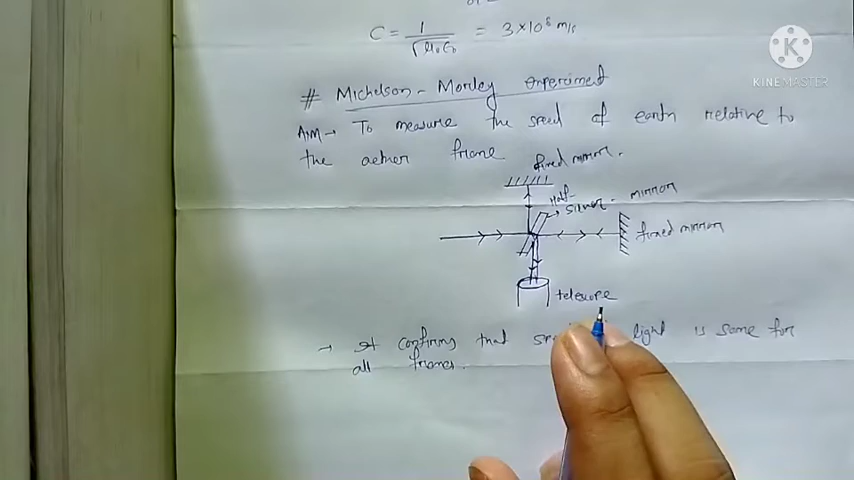 C = 1/√μ₀ε₀ = 3×10⁸ m/s
# Michelson - Morley experiment
AIM → To measure the speed of earth relative to
the aether frame
fixed mirror.
Half
silver mirror
fixed mirror
telescope
→ It confirms that light is same for
all frames.
K
KINEMASTER